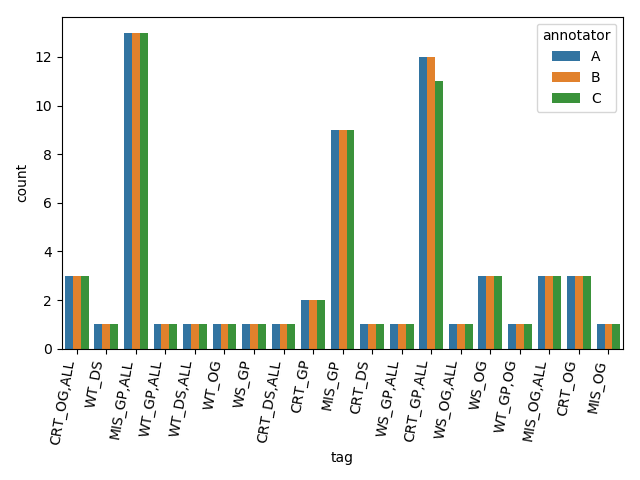 annotator
A
B
C
count
12
10
8
6
4
2
0
CRT_OG,ALL
WT_DS
MIS_GP,ALL
WT_GP,ALL
WT_DS,ALL
WT_OG
WS_GP
CRT_DS,ALL
CRT_GP
MIS_GP
CRT_DS
WS_GP,ALL
CRT_GP,ALL
WS_OG,ALL
WS_OG
WT_GP,OG
MIS_OG,ALL
CRT_OG
MIS_OG
tag